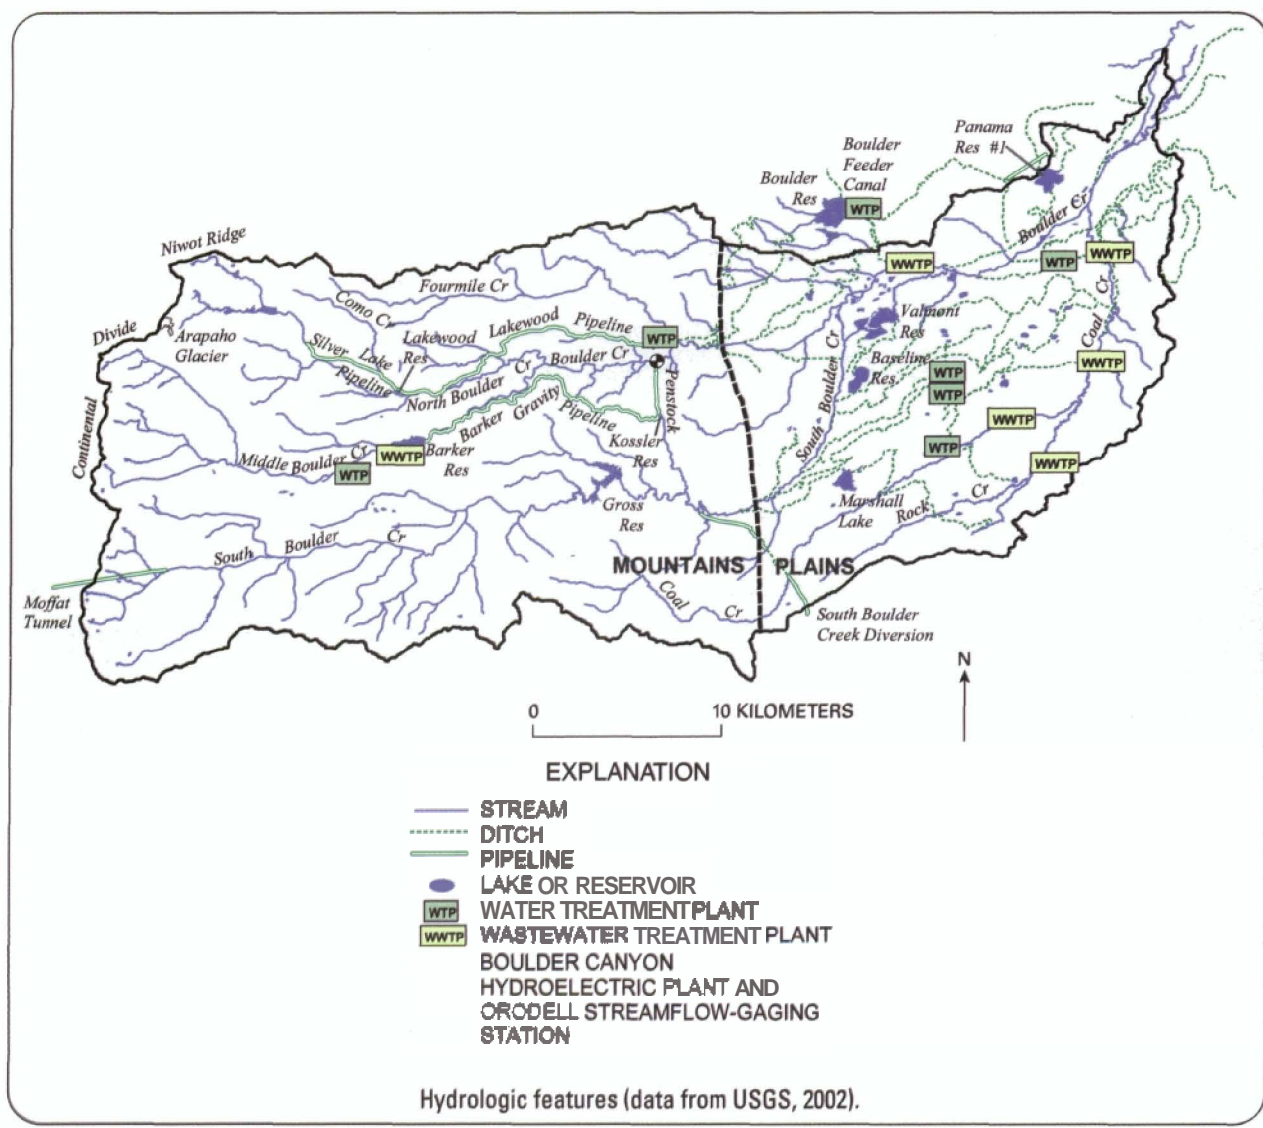 Panama
Res #1
Boulder
Feeder
Canal
Boulder
Res
WTP
Niwot Ridge
Boulder Cr
WWTP
WTP
WWTP
Fourmile Cr
Como Cr
Cr
Divide
Arapaho
Glacier
Lakewood
Res
Lakewood
Pipeline
WTP
Valmont
Res
Coal
Silver
Lake
Pipeline
Boulder Cr
North Boulder
Cr
Penstock
South Boulder Cr
Baseline
Res
WTP
WTP
WWTP
Barker
Gravity
Pipeline
Kossler
Res
WWTP
WTP
Continental
Middle Boulder Cr
WWTP
WTP
Barker
Res
WWTP
Gross
Res
Marshall
Lake
Rock
Cr
South
Boulder
Cr
MOUNTAINS
PLAINS
Moffat
Tunnel
Coal
Cr
South Boulder
Creek Diversion
N
0
10 KILOMETERS
EXPLANATION
STREAM
DITCH
PIPELINE
LAKE OR RESERVOIR
WTP WATER TREATMENT PLANT
WWTP WASTEWATER TREATMENT PLANT
BOULDER CANYON
HYDROELECTRIC PLANT AND
ORODELL STREAMFLOW-GAGING
STATION
Hydrologic features (data from USGS, 2002).